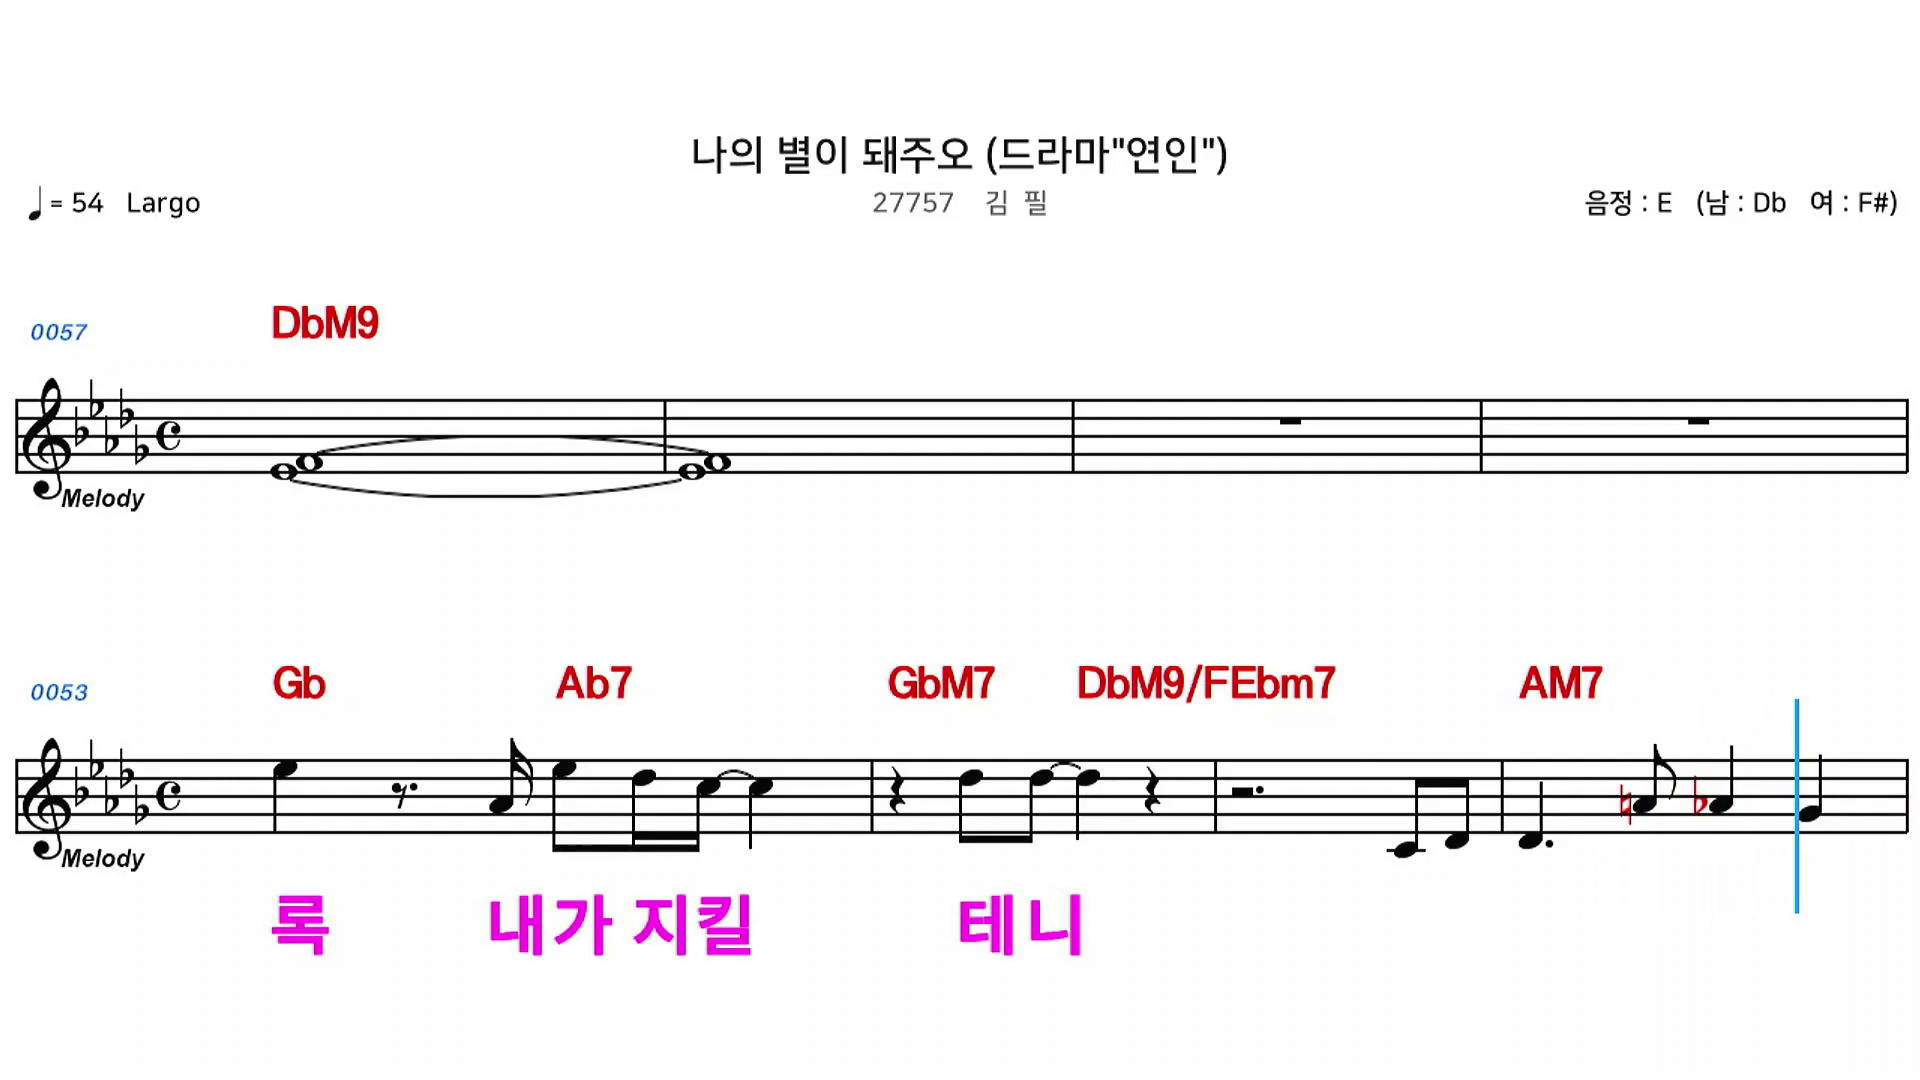 나의 별이 돼주오 (드라마"연인")
= 54 Largo
27757 김 필
음정 : E (남 : Db 여 : F#)
0057 DbM9
Melody
0053 Gb Ab7 GbM7 DbM9/FEbm7 AM7
Melody
록 내가 지킬 테니